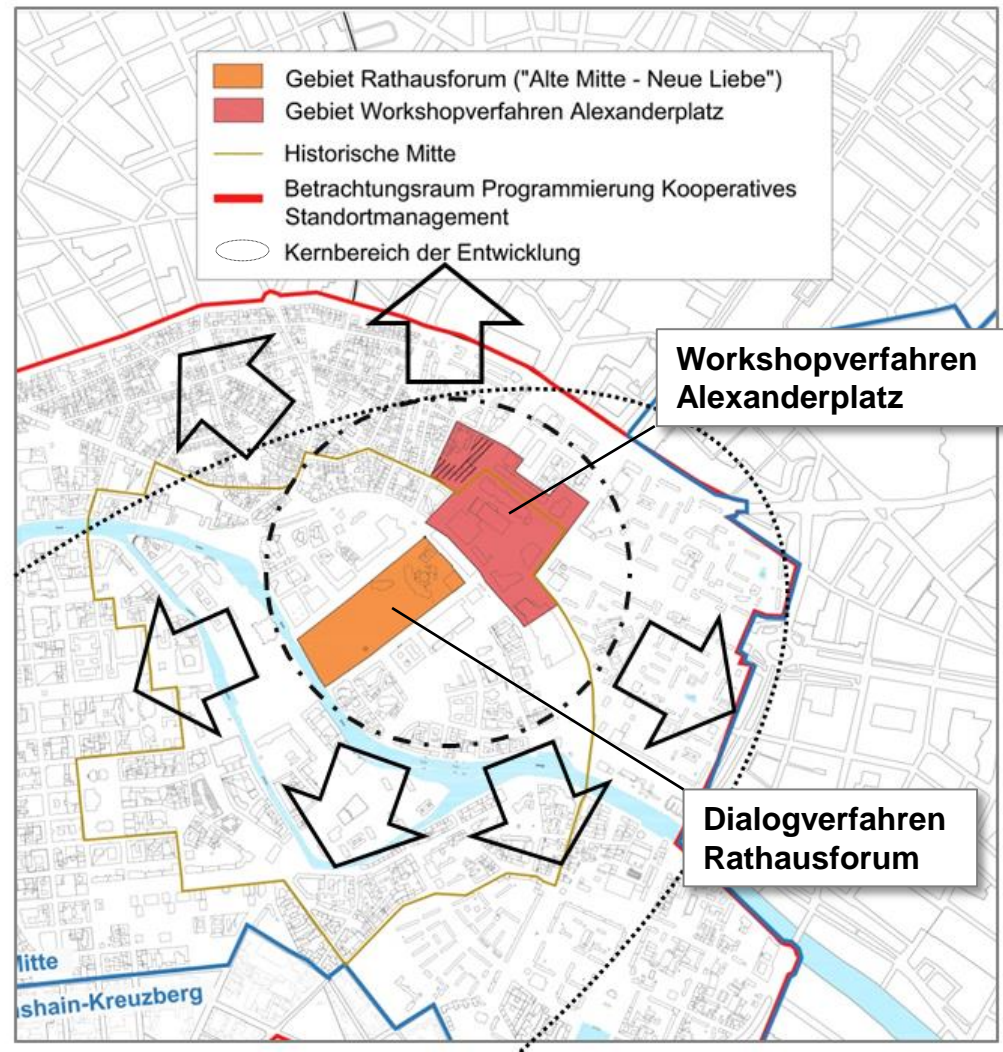 Gebiet Rathausforum ("Alte Mitte - Neue Liebe")
Gebiet Workshopverfahren Alexanderplatz
Historische Mitte
Betrachtungsraum Programmierung Kooperatives
Standortmanagement
Kernbereich der Entwicklung
Workshopverfahren
Alexanderplatz
Dialogverfahren
Rathausforum
litte
shain-Kreuzberg